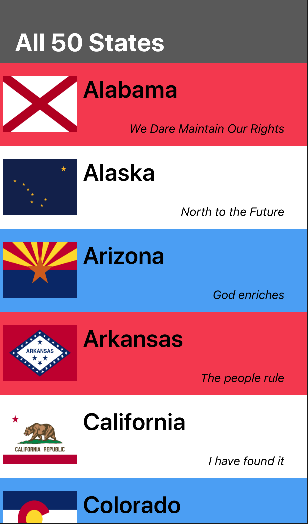 All 50 States
Alabama
We Dare Maintain Our Rights
Alaska
North to the Future
Arizona
God enriches
ARKANSAS
Arkansas
The people rule
California
CALIFORNIA REPUBLIC
I have found it
Colorado